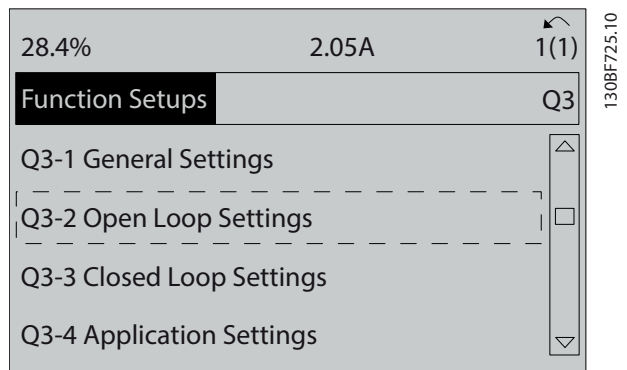 28.4% 2.05A 1(1)
Function Setups Q3
Q3-1 General Settings
Q3-2 Open Loop Settings
Q3-3 Closed Loop Settings
Q3-4 Application Settings
130BF725.10